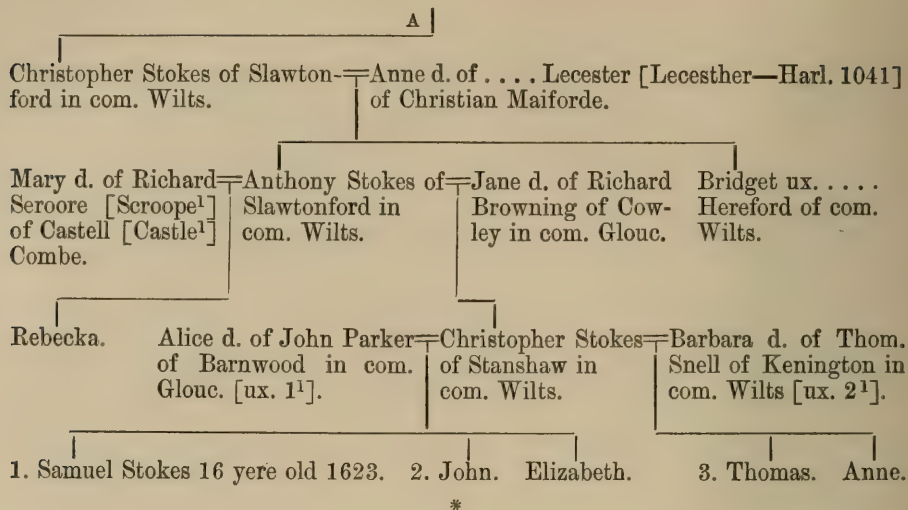 A
Christopher Stokes of Slawton-
ford in com. Wilts.
Anne d. of .... Lecester [Lecesther—Harl. 1041]
of Christian Maiforde.
Mary d. of Richard
Seroore [Scroope¹]
of Castell [Castle¹]
Combe.
Anthony Stokes of
Slawtonford in
com. Wilts.
Jane d. of Richard
Browning of Cow-
ley in com. Glouc.
Bridget ux. ....
Hereford of com.
Wilts.
Rebecka.
Alice d. of John Parker
of Barnwood in com.
Glouc. [ux. 1¹].
Christopher Stokes
of Stanshaw in
com. Wilts.
Barbara d. of Thom.
Snell of Kenington in
com. Wilts [ux. 2¹].
1. Samuel Stokes 16 yere old 1623. 2. John. Elizabeth. 3. Thomas. Anne.
*